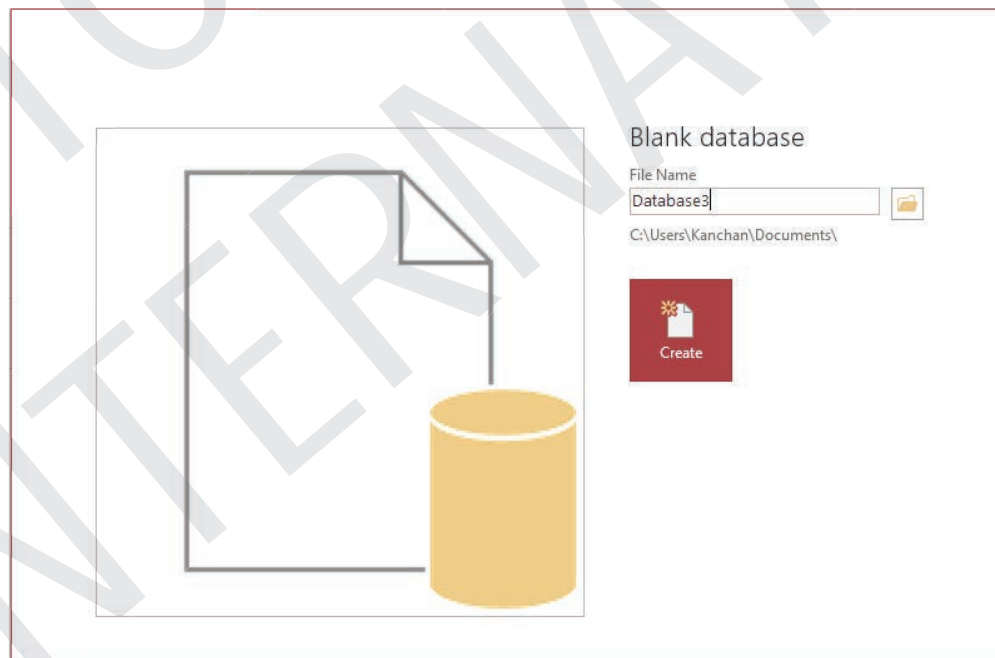 Blank database
File Name
Database3
C:\Users\Kanchan\Documents\
Create